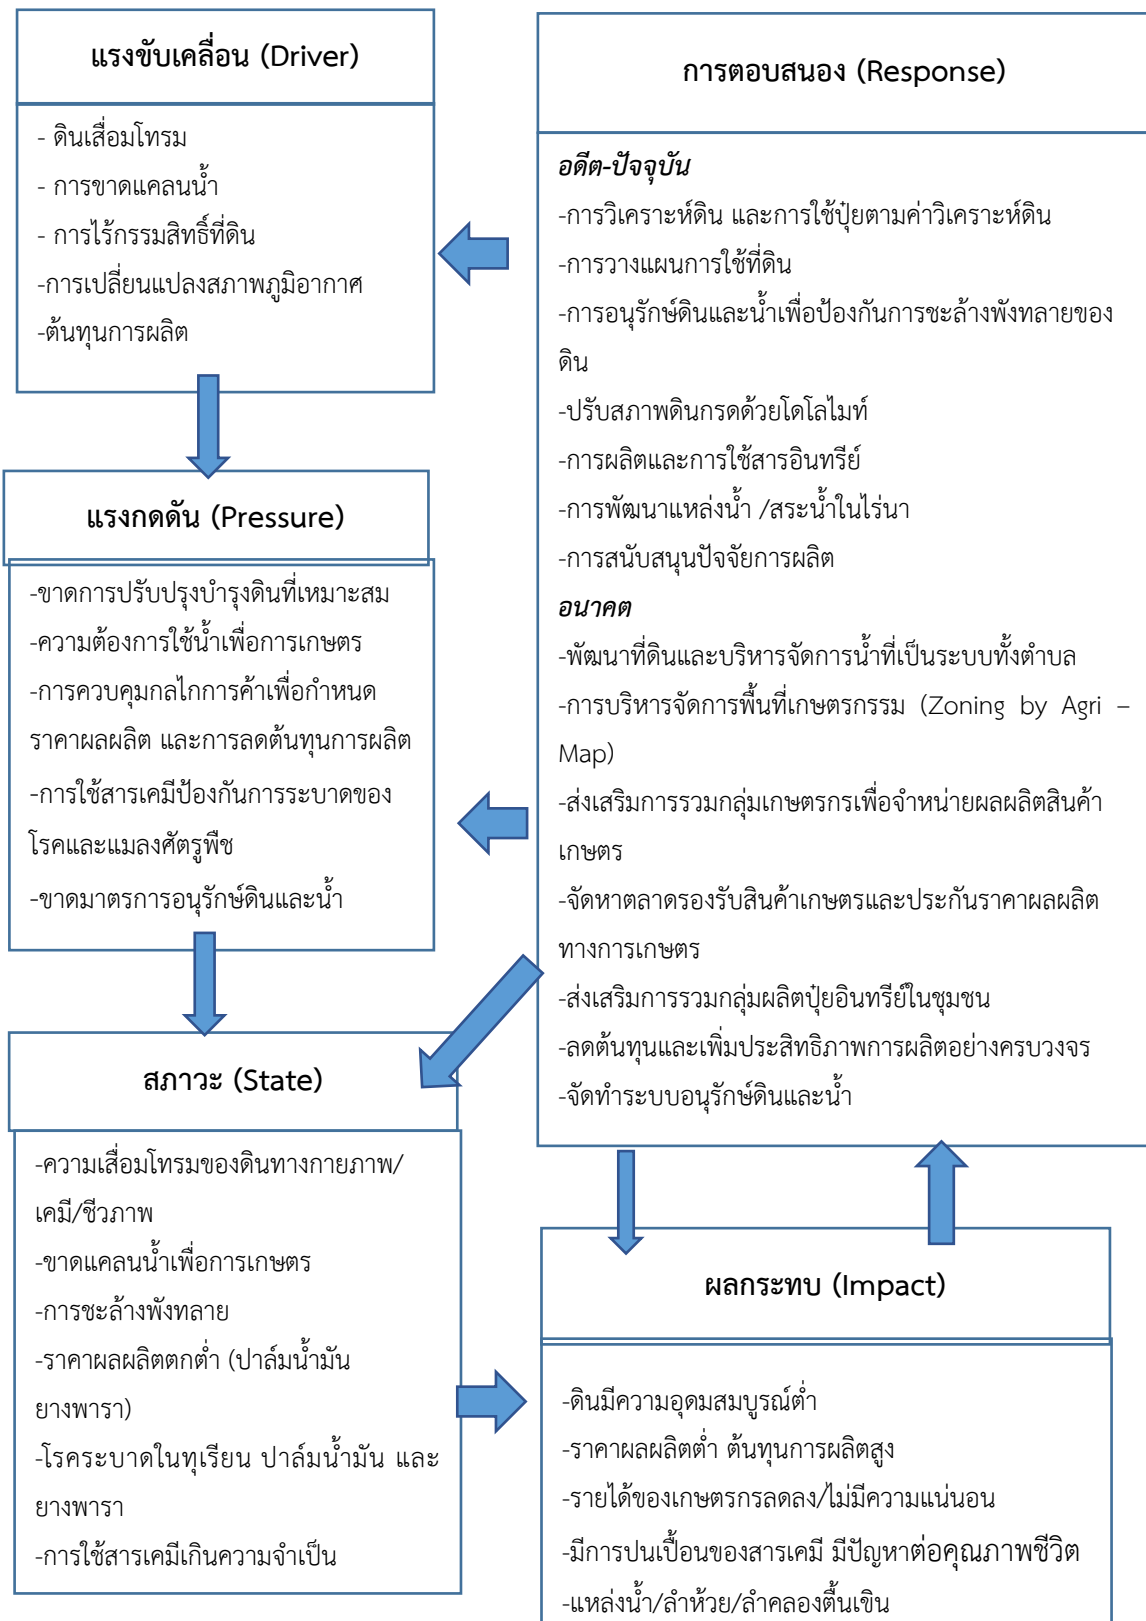 แรงขับเคลื่อน (Driver)
- ดินเสื่อมโทรม
- การขาดแคลนน้ำ
- การไร้กรรมสิทธิ์ที่ดิน
-การเปลี่ยนแปลงสภาพภูมิอากาศ
-ต้นทุนการผลิต
แรงกดดัน (Pressure)
-ขาดการปรับปรุงบำรุงดินที่เหมาะสม
-ความต้องการใช้น้ำเพื่อการเกษตร
-การควบคุมกลไกการค้าเพื่อกำหนด
ราคาผลผลิต และการลดต้นทุนการผลิต
-การใช้สารเคมีป้องกันการระบาดของ
โรคและแมลงศัตรูพืช
-ขาดมาตรการอนุรักษ์ดินและน้ำ
สภาวะ (State)
-ความเสื่อมโทรมของดินทางกายภาพ/
เคมี/ชีวภาพ
-ขาดแคลนน้ำเพื่อการเกษตร
-การชะล้างพังทลาย
-ราคาผลผลิตตกต่ำ (ปาล์มน้ำมัน
ยางพารา)
-โรคระบาดในทุเรียน ปาล์มน้ำมัน และ
ยางพารา
-การใช้สารเคมีเกินความจำเป็น
การตอบสนอง (Response)
อดีต-ปัจจุบัน
-การวิเคราะห์ดิน และการใช้ปุ๋ยตามค่าวิเคราะห์ดิน
-การวางแผนการใช้ที่ดิน
-การอนุรักษ์ดินและน้ำเพื่อป้องกันการชะล้างพังทลายของ
ดิน
-ปรับสภาพดินกรดด้วยโดโลไมท์
-การผลิตและการใช้สารอินทรีย์
-การพัฒนาแหล่งน้ำ /สระน้ำในไร่นา
-การสนับสนุนปัจจัยการผลิต
อนาคต
-พัฒนาที่ดินและบริหารจัดการน้ำที่เป็นระบบทั้งตำบล
-การบริหารจัดการพื้นที่เกษตรกรรม (Zoning by Agri –
Map)
-ส่งเสริมการรวมกลุ่มเกษตรกรเพื่อจำหน่ายผลผลิตสินค้า
เกษตร
-จัดหาตลาดรองรับสินค้าเกษตรและประกันราคาผลผลิต
ทางการเกษตร
-ส่งเสริมการรวมกลุ่มผลิตปุ๋ยอินทรีย์ในชุมชน
-ลดต้นทุนและเพิ่มประสิทธิภาพการผลิตอย่างครบวงจร
-จัดทำระบบอนุรักษ์ดินและน้ำ
ผลกระทบ (Impact)
-ดินมีความอุดมสมบูรณ์ต่ำ
-ราคาผลผลิตต่ำ ต้นทุนการผลิตสูง
-รายได้ของเกษตรกรลดลง/ไม่มีความแน่นอน
-มีการปนเปื้อนของสารเคมี มีปัญหาต่อคุณภาพชีวิต
-แหล่งน้ำ/ลำห้วย/ลำคลองตื้นเขิน